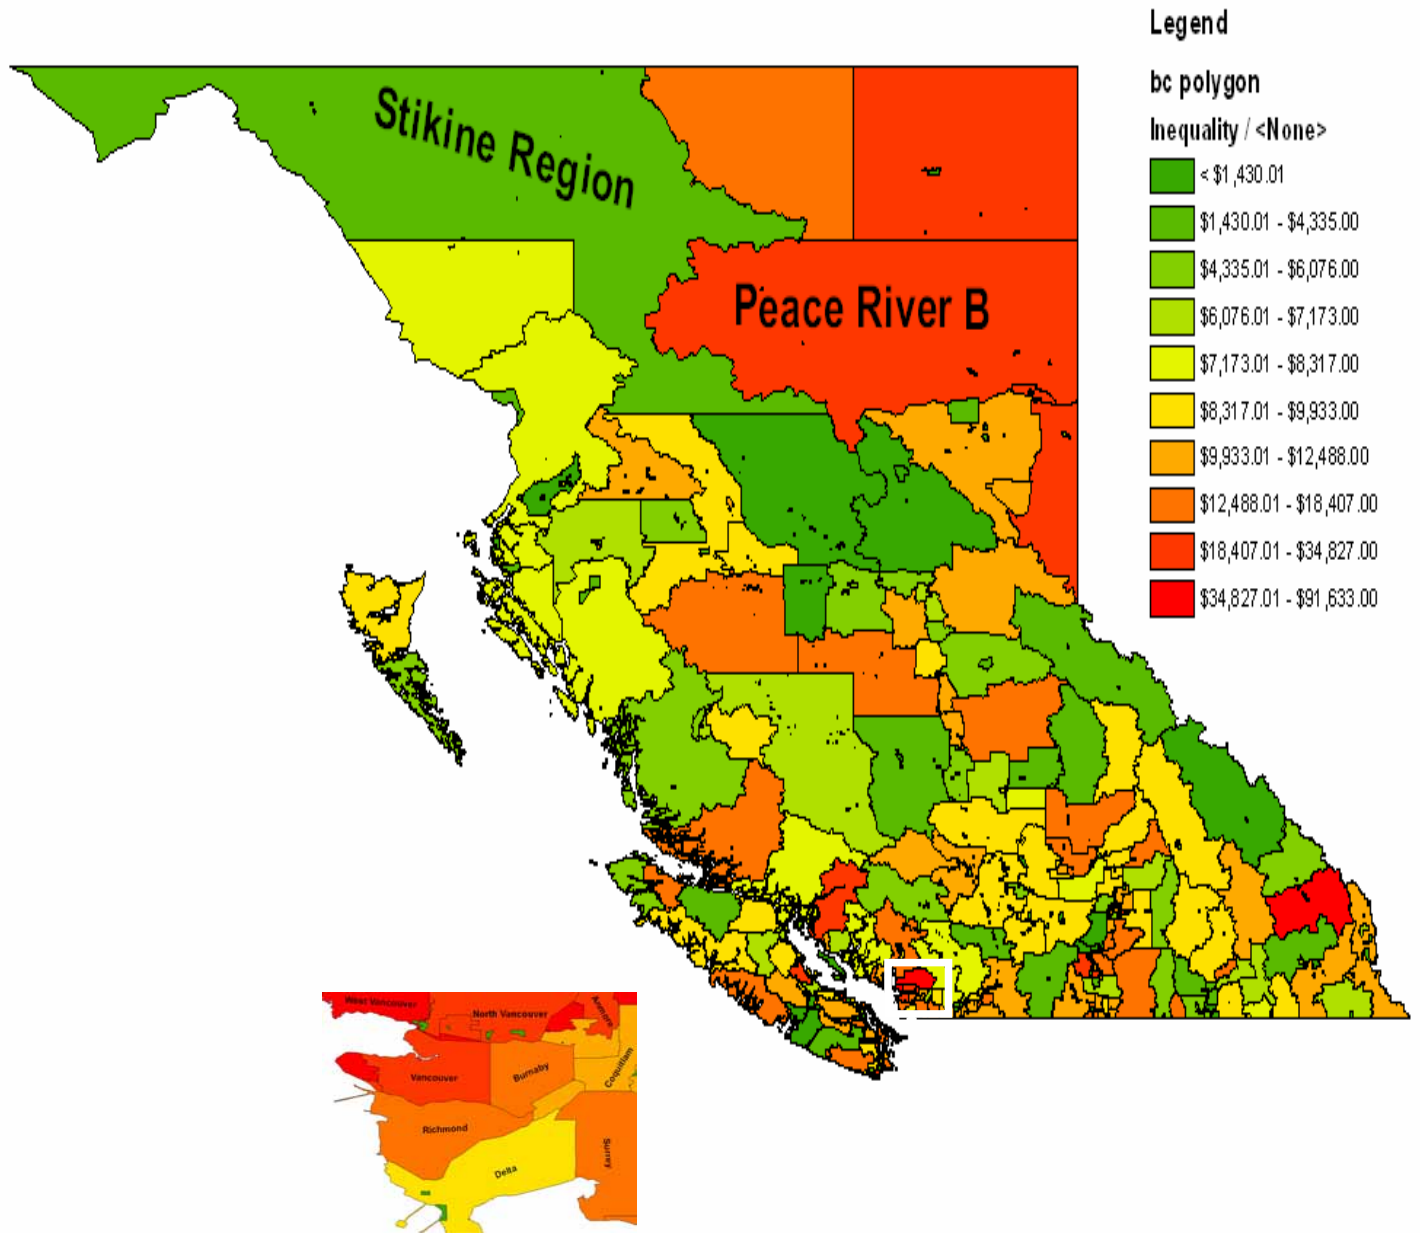 Legend
bc polygon
Inequality / <None>
< $1,430.01
$1,430.01 - $4,335.00
$4,335.01 - $6,076.00
$6,076.01 - $7,173.00
$7,173.01 - $8,317.00
$8,317.01 - $9,933.00
$9,933.01 - $12,488.00
$12,488.01 - $18,407.00
$18,407.01 - $34,827.00
$34,827.01 - $91,633.00
Stikine Region
Peace River B
West Vancouver
North Vancouver
Anmore
Vancouver
Burnaby
Coquitlam
Richmond
Delta
Surrey